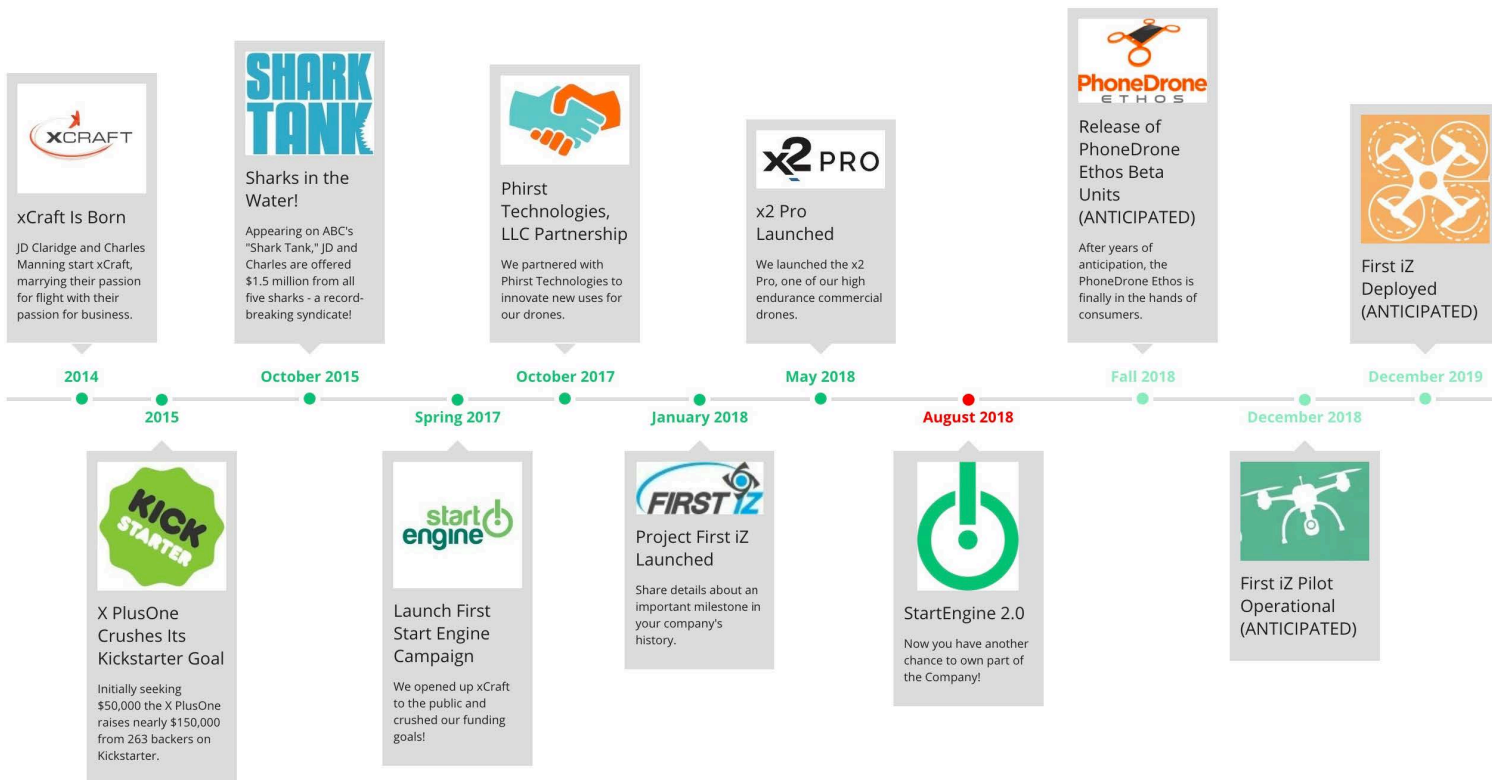 XCRAFT
xCraft Is Born
JD Claridge and Charles
Manning start xCraft,
marrying their passion
for flight with their
passion for business.
2014
2015
KICK
STARTER
X PlusOne
Crushes Its
Kickstarter Goal
Initially seeking
$50,000 the X PlusOne
raises nearly $150,000
from 263 backers on
Kickstarter.
SHARK
TANK
Sharks in the
Water!
Appearing on ABC's
"Shark Tank," JD and
Charles are offered
$1.5 million from all
five sharks - a record-
breaking syndicate!
October 2015
Spring 2017
start
engine
Launch First
Start Engine
Campaign
We opened up xCraft
to the public and
crushed our funding
goals!
Phirst
Technologies,
LLC Partnership
We partnered with
Phirst Technologies to
innovate new uses for
our drones.
October 2017
January 2018
FIRST iZ
Project First iZ
Launched
Share details about an
important milestone in
your company's
history.
x2 PRO
x2 Pro
Launched
We launched the x2
Pro, one of our high
endurance commercial
drones.
May 2018
August 2018
StartEngine 2.0
Now you have another
chance to own part of
the Company!
PhoneDrone
ETHOS
Release of
PhoneDrone
Ethos Beta
Units
(ANTICIPATED)
After years of
anticipation, the
PhoneDrone Ethos is
finally in the hands of
consumers.
Fall 2018
December 2018
First iZ Pilot
Operational
(ANTICIPATED)
First iZ
Deployed
(ANTICIPATED)
December 2019